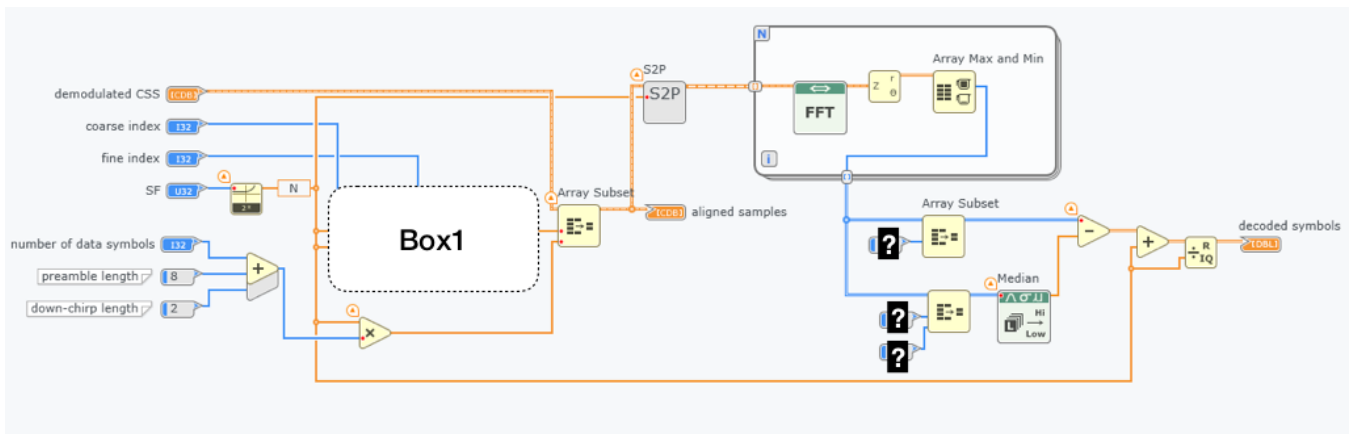 demodulated CSS
[CDB]
coarse index
I32
fine index
I32
SF
U32
2ⁿ
N
number of data symbols
I32
preamble length
8
down-chirp length
2
+
×
Box1
Array Subset
aligned samples
[CDB]
S2P
S2P
N
i
FFT
Z
r
θ
Array Max and Min
Array Subset
?
?
?
Median
Hi
Low
−
+
÷ R
IQ
decoded symbols
[DBL]